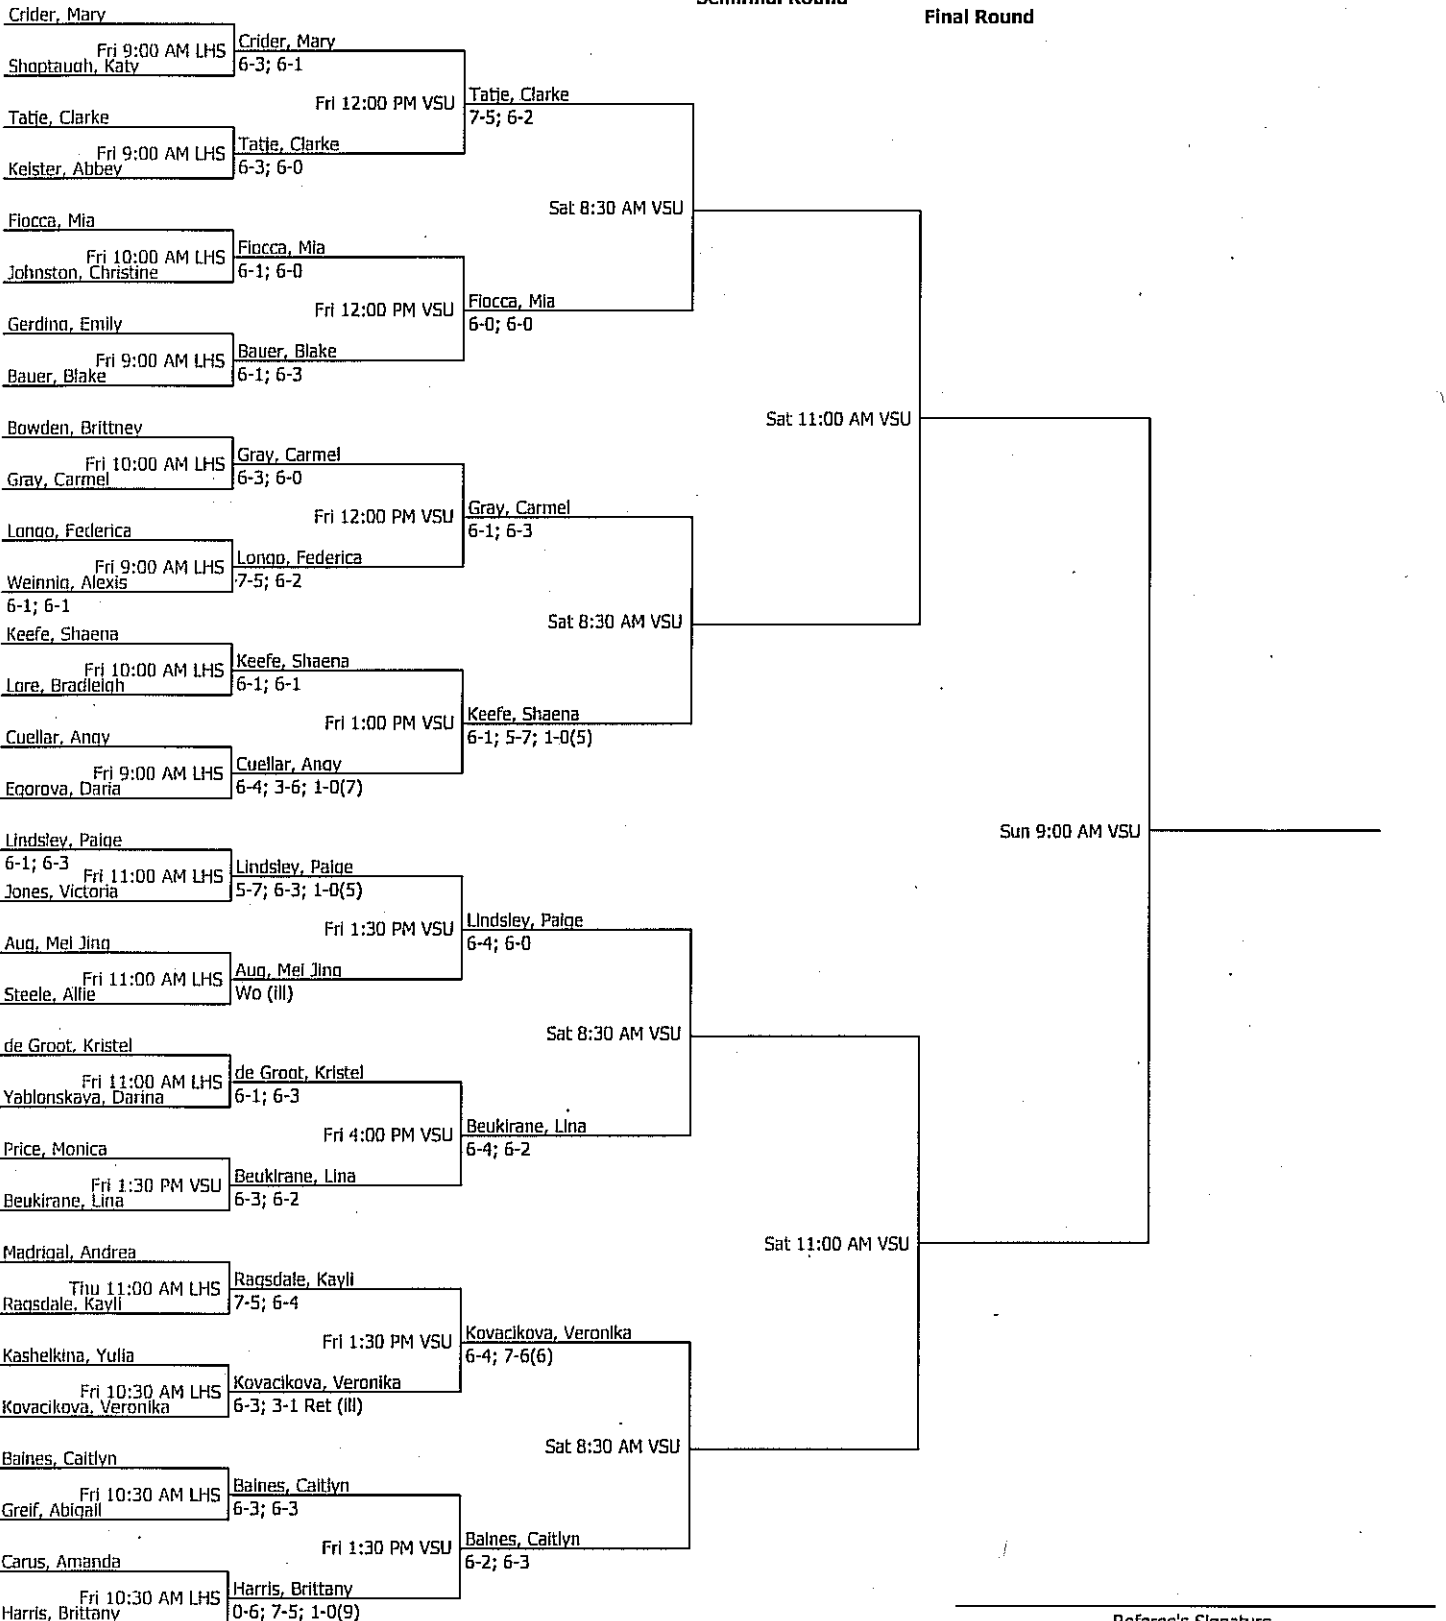 Semifinal Round
Final Round
Crider, Mary
Fri 9:00 AM LHS
Shoptaugh, Katy
Crider, Mary
6-3; 6-1
Fri 12:00 PM VSU
Tatje, Clarke
7-5; 6-2
Tatje, Clarke
Fri 9:00 AM LHS
Keister, Abbey
Tatje, Clarke
6-3; 6-0
Sat 8:30 AM VSU
Fiocca, Mia
Fri 10:00 AM LHS
Johnston, Christine
Fiocca, Mia
6-1; 6-0
Fri 12:00 PM VSU
Fiocca, Mia
6-0; 6-0
Gerding, Emily
Fri 9:00 AM LHS
Bauer, Blake
Bauer, Blake
6-1; 6-3
Sat 11:00 AM VSU
Bowden, Brittney
Fri 10:00 AM LHS
Gray, Carmel
Gray, Carmel
6-3; 6-0
Fri 12:00 PM VSU
Gray, Carmel
6-1; 6-3
Longo, Federica
Fri 9:00 AM LHS
Weinnig, Alexis
6-1; 6-1
Longo, Federica
7-5; 6-2
Sat 8:30 AM VSU
Keefe, Shaena
Fri 10:00 AM LHS
Lore, Bradleigh
Keefe, Shaena
6-1; 6-1
Fri 1:00 PM VSU
Keefe, Shaena
6-1; 5-7; 1-0(5)
Cuellar, Angy
Fri 9:00 AM LHS
Egorova, Daria
Cuellar, Angy
6-4; 3-6; 1-0(7)
Sun 9:00 AM VSU
Lindsley, Paige
6-1; 6-3
Fri 11:00 AM LHS
Jones, Victoria
Lindsley, Paige
5-7; 6-3; 1-0(5)
Fri 1:30 PM VSU
Lindsley, Paige
6-4; 6-0
Aug, Mei Jing
Fri 11:00 AM LHS
Steele, Allie
Aug, Mei Jing
Wo (ill)
Sat 8:30 AM VSU
de Groot, Kristel
Fri 11:00 AM LHS
Yablonskaya, Darina
de Groot, Kristel
6-1; 6-3
Fri 4:00 PM VSU
Beukirane, Lina
6-4; 6-2
Price, Monica
Fri 1:30 PM VSU
Beukirane, Lina
Beukirane, Lina
6-3; 6-2
Sat 11:00 AM VSU
Madrigal, Andrea
Thu 11:00 AM LHS
Ragsdale, Kayli
Ragsdale, Kayli
7-5; 6-4
Fri 1:30 PM VSU
Kovacikova, Veronika
6-4; 7-6(6)
Kashelkina, Yulia
Fri 10:30 AM LHS
Kovacikova, Veronika
Kovacikova, Veronika
6-3; 3-1 Ret (ill)
Sat 8:30 AM VSU
Baines, Caitlyn
Fri 10:30 AM LHS
Greif, Abigail
Baines, Caitlyn
6-3; 6-3
Fri 1:30 PM VSU
Baines, Caitlyn
6-2; 6-3
Carus, Amanda
Fri 10:30 AM LHS
Harris, Brittany
Harris, Brittany
0-6; 7-5; 1-0(9)
Referee's Signature